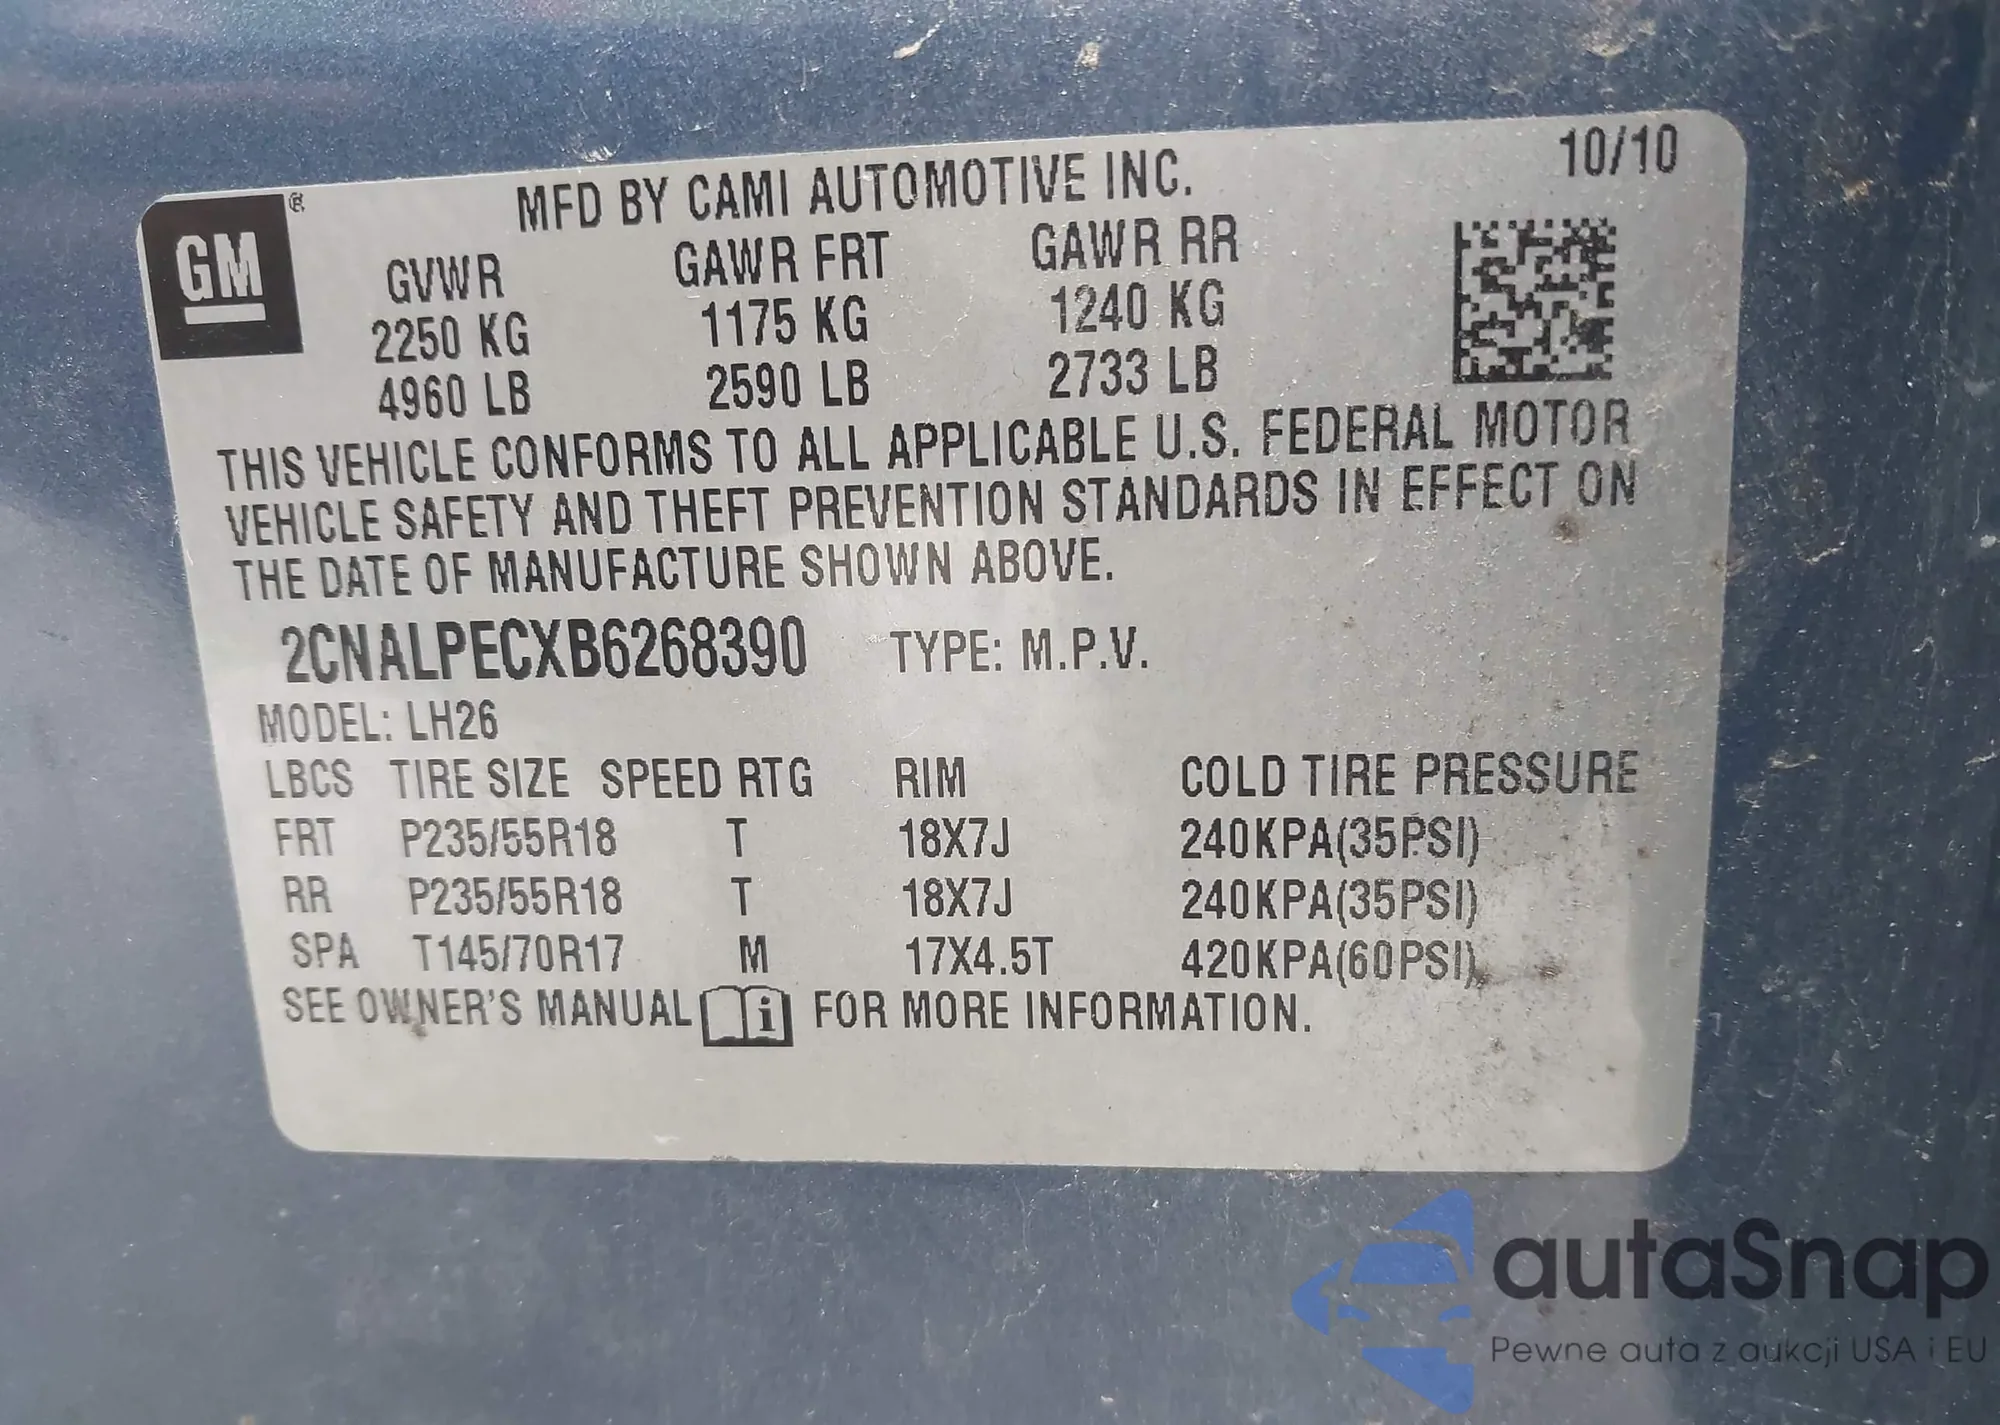 GM ®
MFD BY CAMI AUTOMOTIVE INC. 10/10
GVWR GAWR FRT GAWR RR
2250 KG 1175 KG 1240 KG
4960 LB 2590 LB 2733 LB
THIS VEHICLE CONFORMS TO ALL APPLICABLE U.S. FEDERAL MOTOR
VEHICLE SAFETY AND THEFT PREVENTION STANDARDS IN EFFECT ON
THE DATE OF MANUFACTURE SHOWN ABOVE.
2CNALPECXB6268390 TYPE: M.P.V.
MODEL: LH26
LBCS TIRE SIZE SPEED RTG RIM COLD TIRE PRESSURE
FRT P235/55R18 T 18X7J 240KPA(35PSI)
RR P235/55R18 T 18X7J 240KPA(35PSI)
SPA T145/70R17 M 17X4.5T 420KPA(60PSI)
SEE OWNER'S MANUAL i FOR MORE INFORMATION.
autaSnap
Pewne auta z aukcji USA i EU